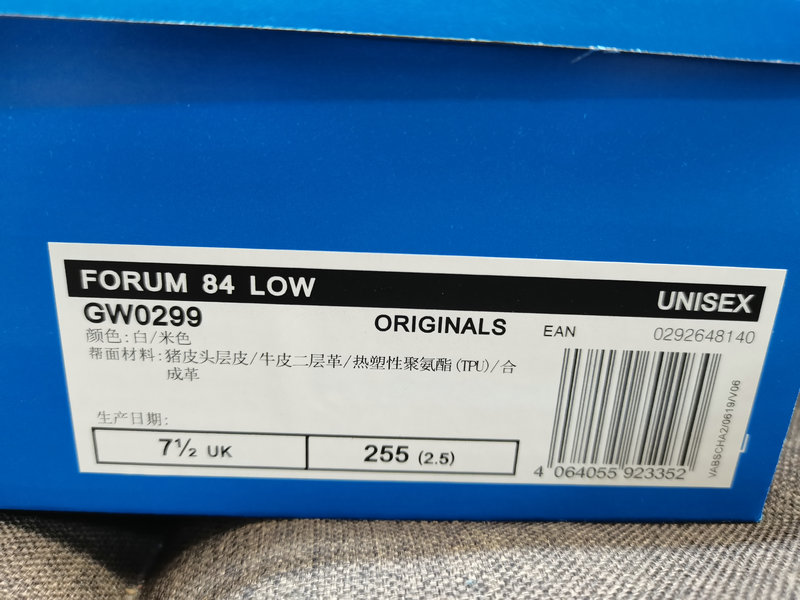 FORUM 84 LOW
UNISEX
GW0299
ORIGINALS
EAN
0292648140
颜色:白/米色
帮面材料:猪皮头层皮/牛皮二层革/热塑性聚氨酯(TPU)/合
成革
生产日期:
7½ UK
255 (2.5)
4 064055 923352
VABSCHA2/0619/V06